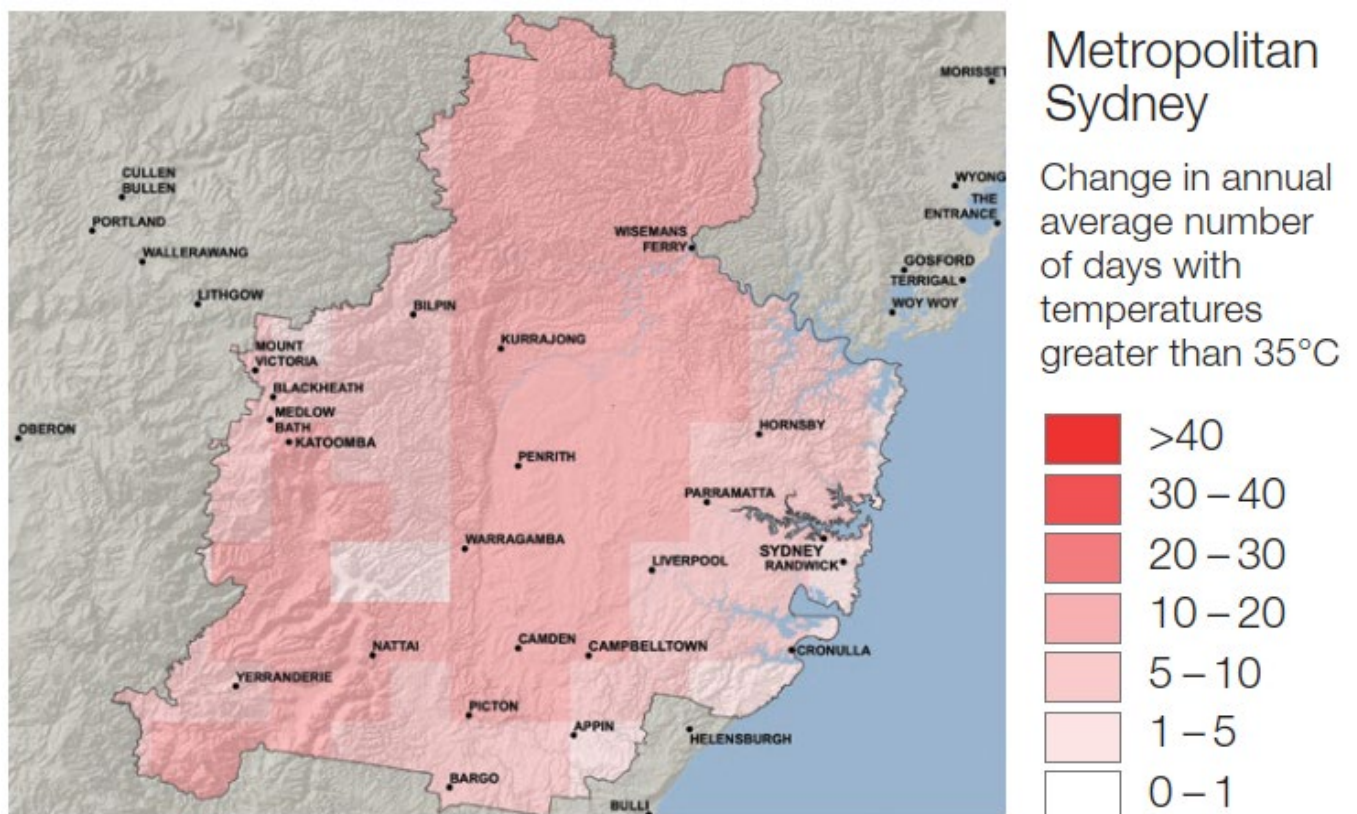 MORISSET
CULLEN
BULLEN
WYONG
THE
ENTRANCE
PORTLAND
WISEMANS
FERRY
WALLERAWANG
GOSFORD
TERRIGAL
LITHGOW
WOY WOY
BILPIN
KURRAJONG
MOUNT
VICTORIA
BLACKHEATH
MEDLOW
BATH
OBERON
KATOOMBA
HORNSBY
PENRITH
PARRAMATTA
WARRAGAMBA
SYDNEY
LIVERPOOL
RANDWICK
NATTAI
CAMDEN
CAMPBELLTOWN
CRONULLA
YERRANDERIE
PICTON
APPIN
HELENSBURGH
BARGO
BULLI
Metropolitan
Sydney
Change in annual
average number
of days with
temperatures
greater than 35°C
>40
30 – 40
20 – 30
10 – 20
5 – 10
1 – 5
0 – 1